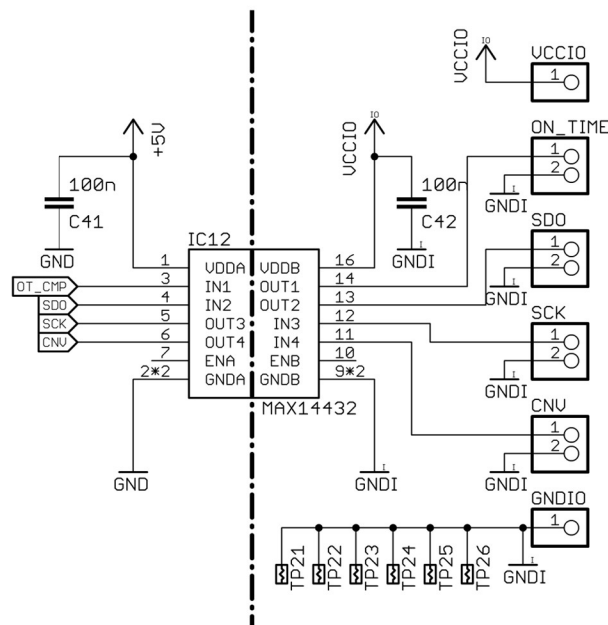 IO
VCCIO
VCCIO
1
ON_TIME
1
2
GNDI
I
+5V
IO
VCCIO
100n
C41
GND
100n
C42
GNDI
I
SDO
1
2
GNDI
I
IC12
MAX14432
1 VDDA VDDB 16
OT_CMP 3 IN1 OUT1 14
SDO 4 IN2 OUT2 13
SCK 5 OUT3 IN3 12
CNV 6 OUT4 IN4 11
7 ENA ENB 10
2*2 GNDA GNDB 9*2
GND
GNDI
I
SCK
1
2
GNDI
I
CNV
1
2
GNDI
I
GNDIO
1
TP21
TP22
TP23
TP24
TP25
TP26
GNDI
I